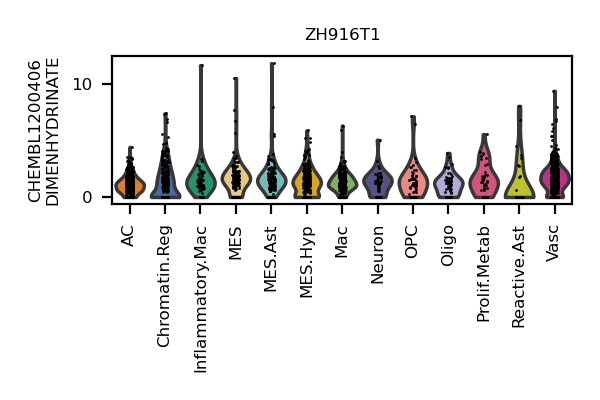 ZH916T1
CHEMBL1200406
DIMENHYDRINATE
10
0
AC
Chromatin.Reg
Inflammatory.Mac
MES
MES.Ast
MES.Hyp
Mac
Neuron
OPC
Oligo
Prolif.Metab
Reactive.Ast
Vasc